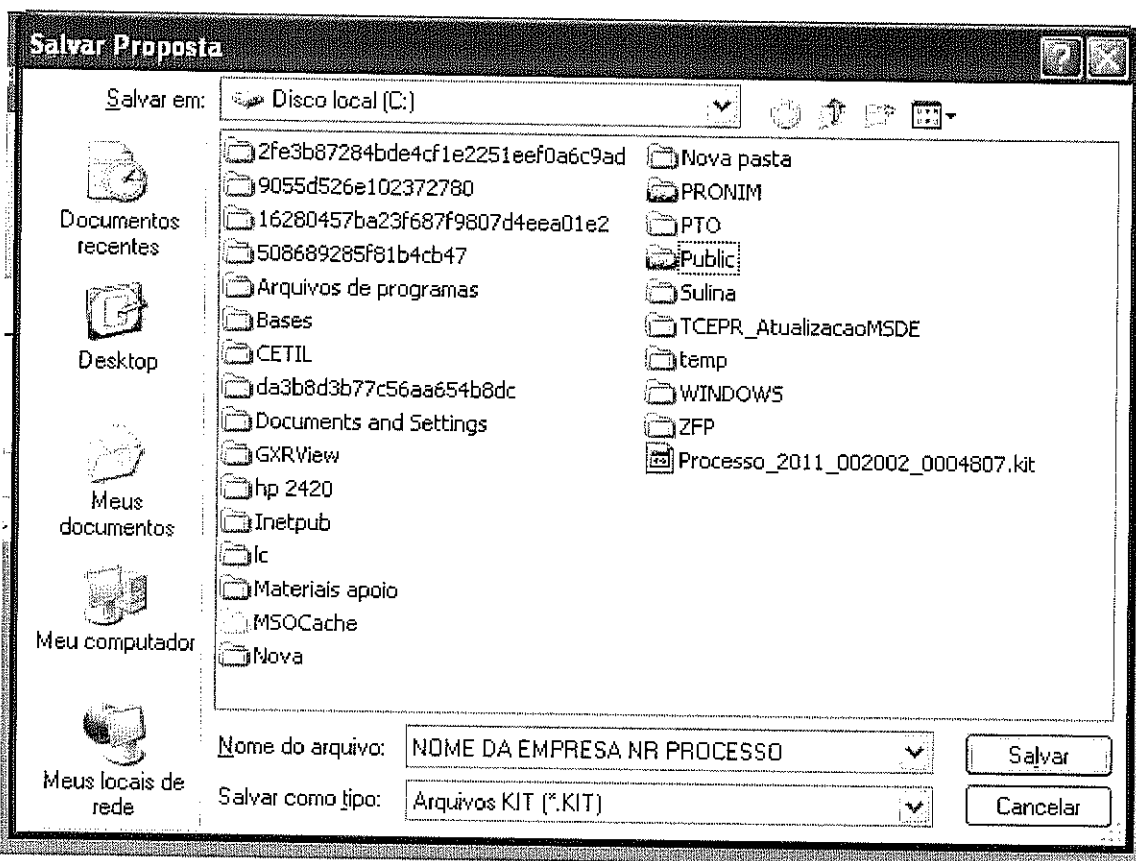 Salvar Proposta
Salvar em:
Disco local (C:)
Documentos
recentes
Desktop
Meus
documentos
Meu computador
Meus locais de
rede
2fe3b87284bde4cf1e2251eef0a6c9ad
9055d526e102372780
16280457ba23f687f9807d4eea01e2
508689285f81b4cb47
Arquivos de programas
Bases
CETIL
da3b8d3b77c56aa654b8dc
Documents and Settings
GXRView
hp 2420
Inetpub
lc
Materiais apoio
MSOCache
Nova
Nova pasta
PRONIM
PTO
Public
Sulina
TCEPR_AtualizacaoMSDE
temp
WINDOWS
ZFP
Processo_2011_002002_0004807.kit
Nome do arquivo:
NOME DA EMPRESA NR PROCESSO
Salvar
Salvar como tipo:
Arquivos KIT (*.KIT)
Cancelar